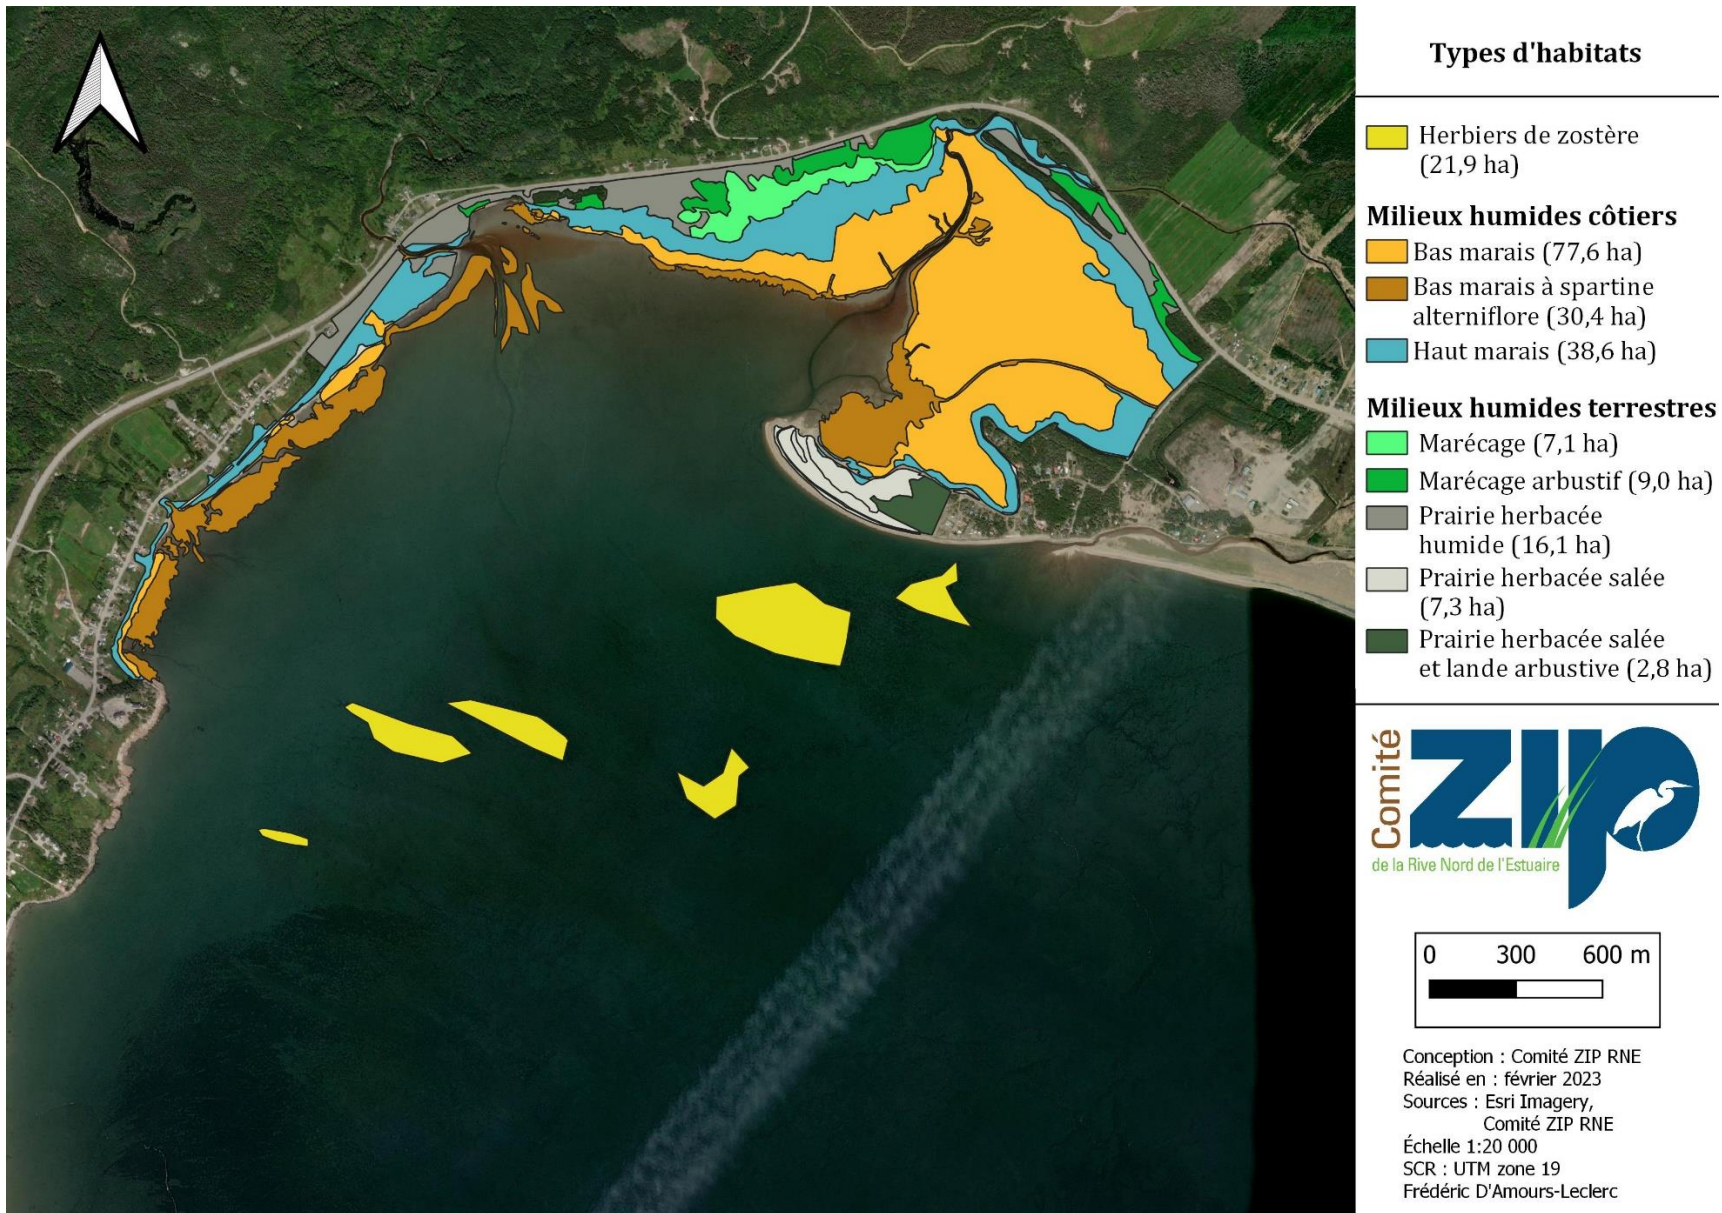 Types d'habitats
Herbiers de zostère
(21,9 ha)
Milieux humides côtiers
Bas marais (77,6 ha)
Bas marais à spartine
alterniflore (30,4 ha)
Haut marais (38,6 ha)
Milieux humides terrestres
Marécage (7,1 ha)
Marécage arbustif (9,0 ha)
Prairie herbacée
humide (16,1 ha)
Prairie herbacée salée
(7,3 ha)
Prairie herbacée salée
et lande arbustive (2,8 ha)
Comité
ZIP
de la Rive Nord de l'Estuaire
0 300 600 m
Conception : Comité ZIP RNE
Réalisé en : février 2023
Sources : Esri Imagery,
Comité ZIP RNE
Échelle 1:20 000
SCR : UTM zone 19
Frédéric D'Amours-Leclerc